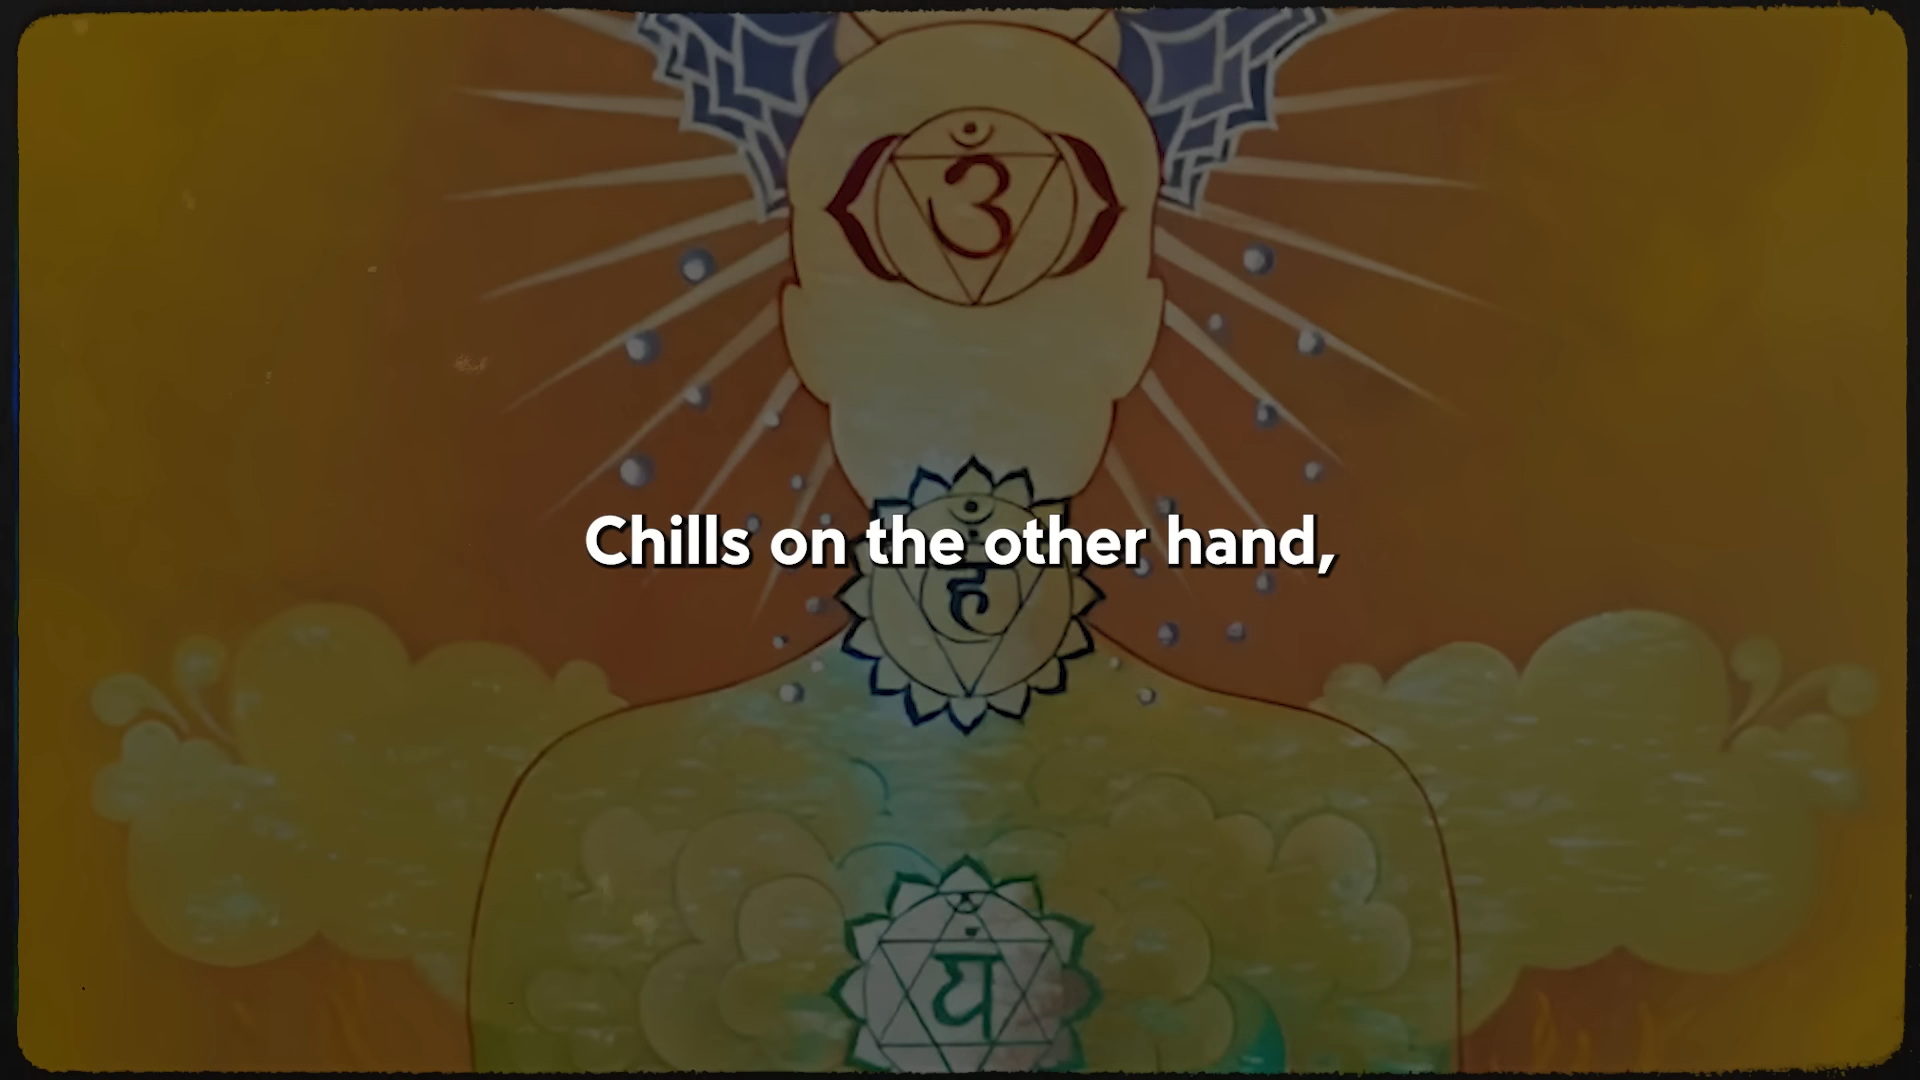 ॐ
Chills on the other hand,
हं
यं